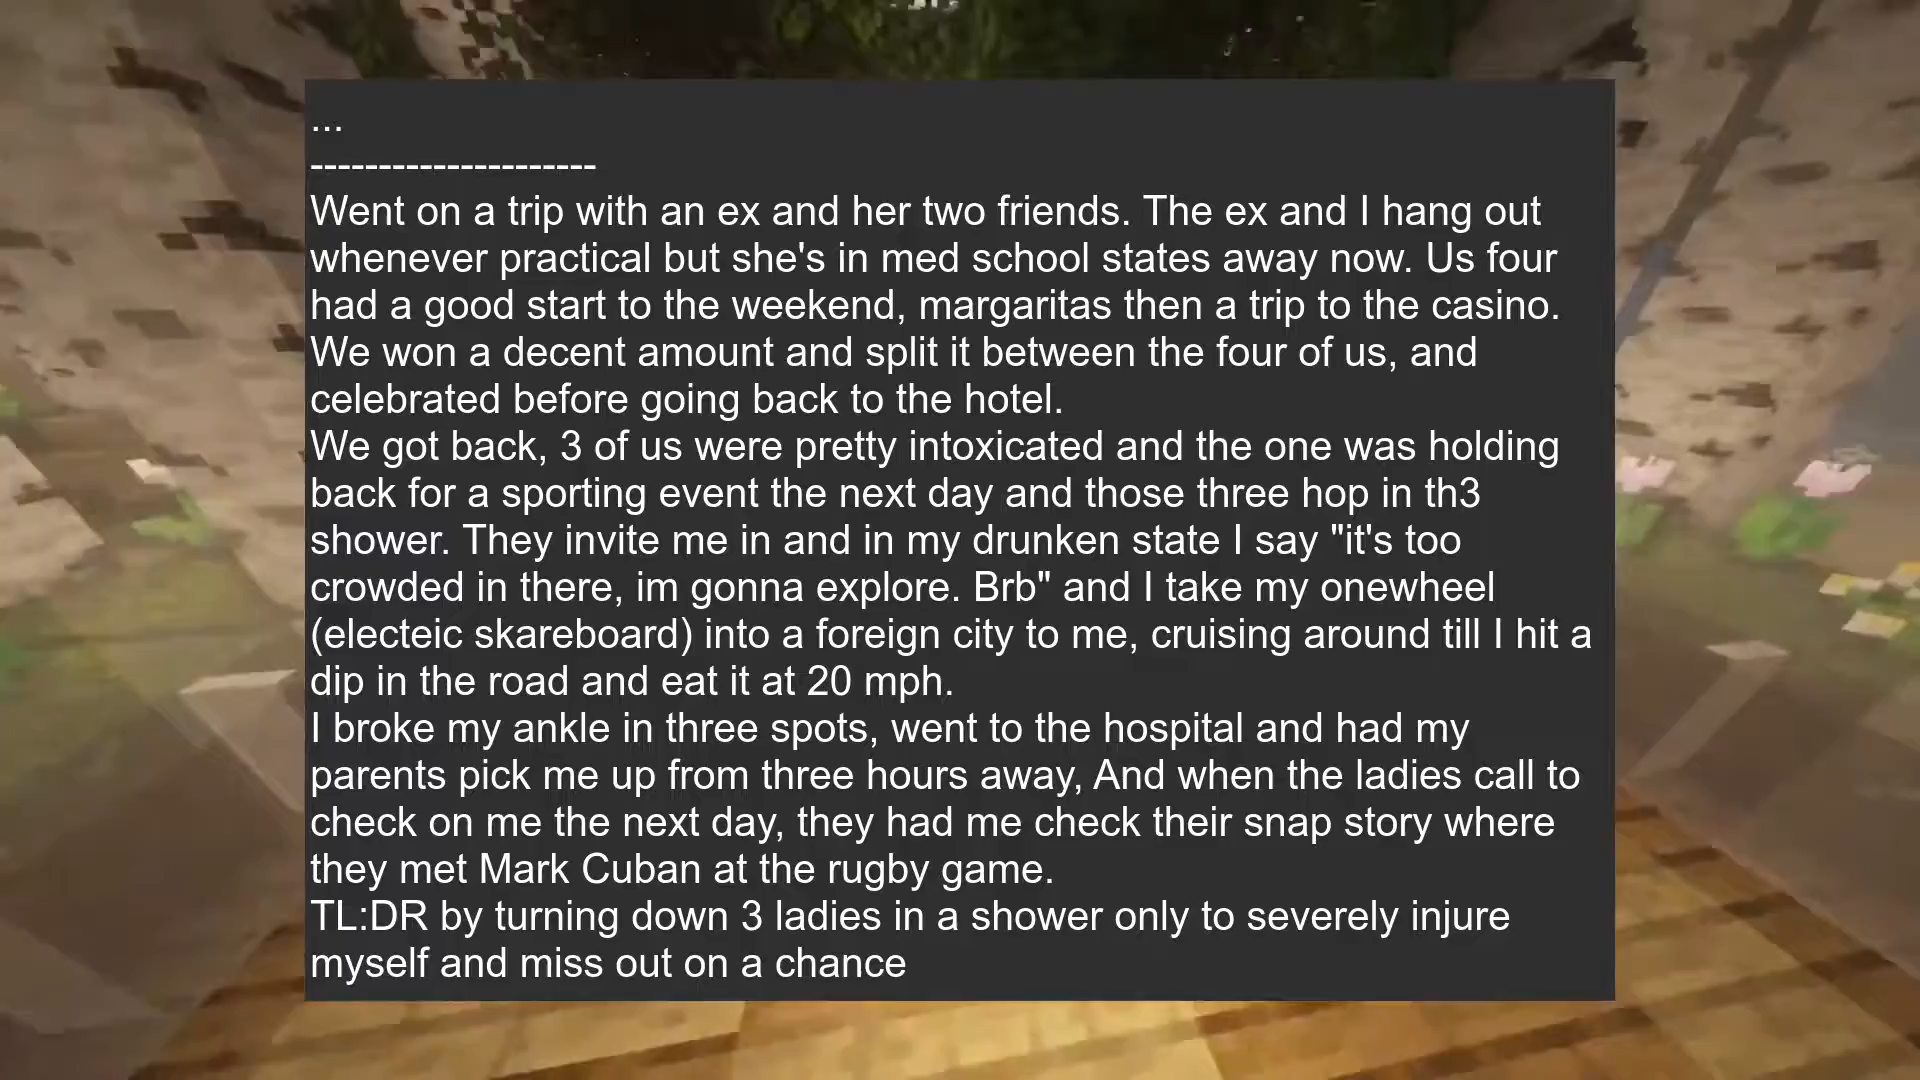 ...
---------------------
Went on a trip with an ex and her two friends. The ex and I hang out
whenever practical but she's in med school states away now. Us four
had a good start to the weekend, margaritas then a trip to the casino.
We won a decent amount and split it between the four of us, and
celebrated before going back to the hotel.
We got back, 3 of us were pretty intoxicated and the one was holding
back for a sporting event the next day and those three hop in th3
shower. They invite me in and in my drunken state I say "it's too
crowded in there, im gonna explore. Brb" and I take my onewheel
(electeic skareboard) into a foreign city to me, cruising around till I hit a
dip in the road and eat it at 20 mph.
I broke my ankle in three spots, went to the hospital and had my
parents pick me up from three hours away, And when the ladies call to
check on me the next day, they had me check their snap story where
they met Mark Cuban at the rugby game.
TL:DR by turning down 3 ladies in a shower only to severely injure
myself and miss out on a chance